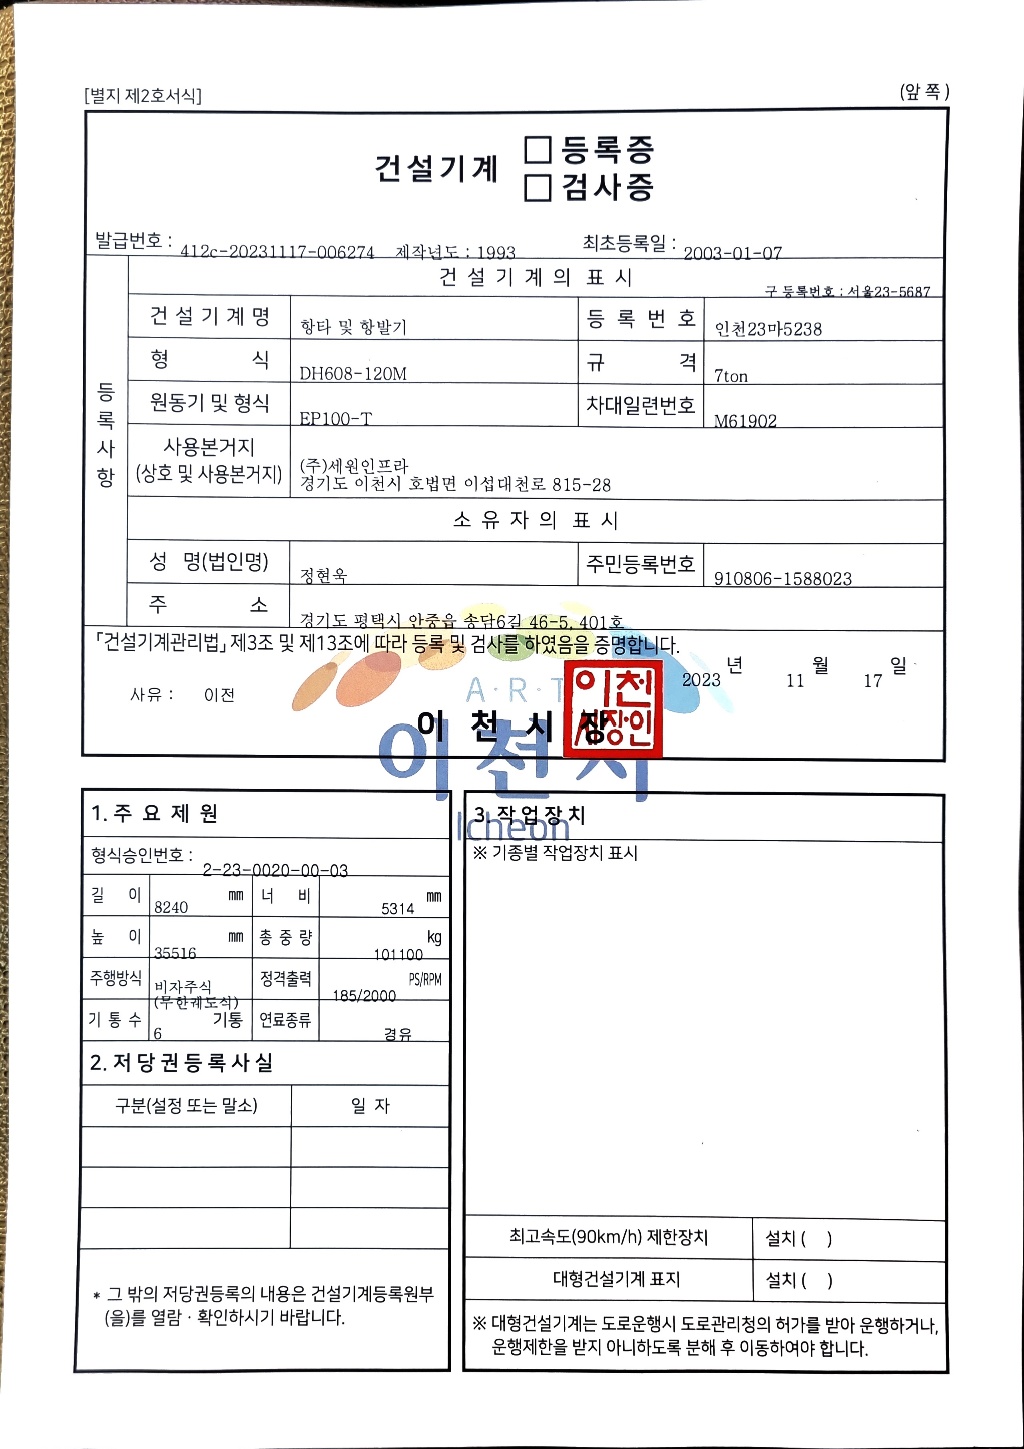 [별지 제2호서식] (앞 쪽)
건설기계 □ 등록증
□ 검사증
발급번호 : 412c-20231117-006274 제작년도 : 1993 최초등록일 : 2003-01-07
건 설 기 계 의 표 시
구 등록번호 : 서울23-5687
등록사항
건 설 기 계 명 항타 및 항발기 등 록 번 호 인천23마5238
형 식 DH608-120M 규 격 7ton
원동기 및 형식 EP100-T 차대일련번호 M61902
사용본거지
(상호 및 사용본거지)
(주)세원인프라
경기도 이천시 호법면 이섭대천로 815-28
소 유 자 의 표 시
성 명(법인명) 정현욱 주민등록번호 910806-1588023
주 소 경기도 평택시 안중읍 송담6길 46-5, 401호
「건설기계관리법」 제3조 및 제13조에 따라 등록 및 검사를 하였음을 증명합니다.
2023 년 11 월 17 일
사유 : 이전
A·R·T
이 천 시 장
이천시장인
이천시
Icheon
1. 주 요 제 원
형식승인번호 : 2-23-0020-00-03
길 이 8240 mm 너 비 5314 mm
높 이 35516 mm 총 중 량 101100 kg
주행방식 비자주식 (무한궤도식) 정격출력 185/2000 PS/RPM
기 통 수 6 기통 연료종류 경유
2. 저 당 권 등 록 사 실
구분(설정 또는 말소) 일 자
* 그 밖의 저당권등록의 내용은 건설기계등록원부
(을)를 열람 · 확인하시기 바랍니다.
3. 작 업 장 치
※ 기종별 작업장치 표시
최고속도(90km/h) 제한장치 설치 ( )
대형건설기계 표지 설치 ( )
※ 대형건설기계는 도로운행시 도로관리청의 허가를 받아 운행하거나,
운행제한을 받지 아니하도록 분해 후 이동하여야 합니다.